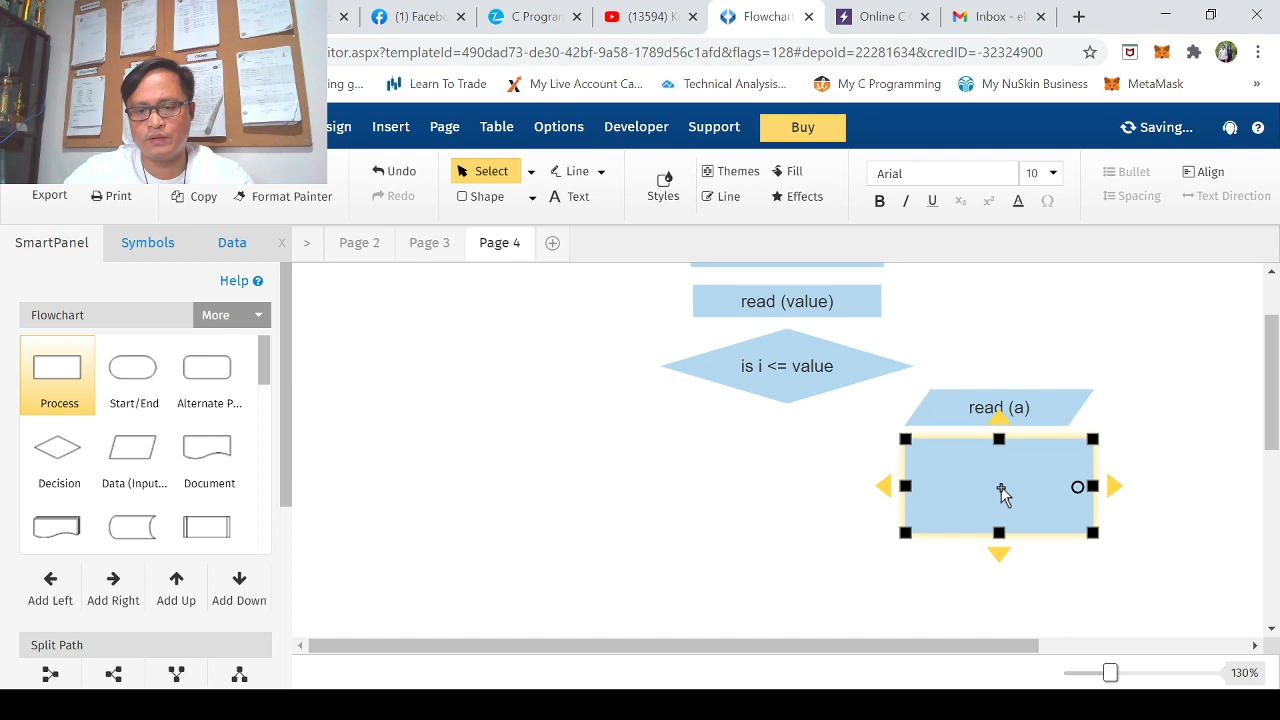 (1) Faceb
C Progran
(13594) K
Flowchart
Online - C
Inbox - el
itor.aspx?templateId=490dad73-de30-42bf-9a58-1789d56c1afd&flags=128#depoId=22281634&credID=-32324900
ng g...
Learn To Trade
My Live Account Ca...
Technical Analysis...
My C Programming
My NuSkin Business
MetaMask
»
sign
Insert
Page
Table
Options
Developer
Support
Buy
Saving...
Export
Print
Copy
Format Painter
Undo
Redo
Select
Shape
Line
Text
Styles
Themes
Line
Fill
Effects
Arial
10
B I U x₂ x² A Ω
Bullet
Spacing
Align
Text Direction
SmartPanel
Symbols
Data
X
>
Page 2
Page 3
Page 4
Help
Flowchart
More
Process
Start/End
Alternate P...
Decision
Data (Input...
Document
Add Left
Add Right
Add Up
Add Down
Split Path
read (value)
is i <= value
read (a)
130%